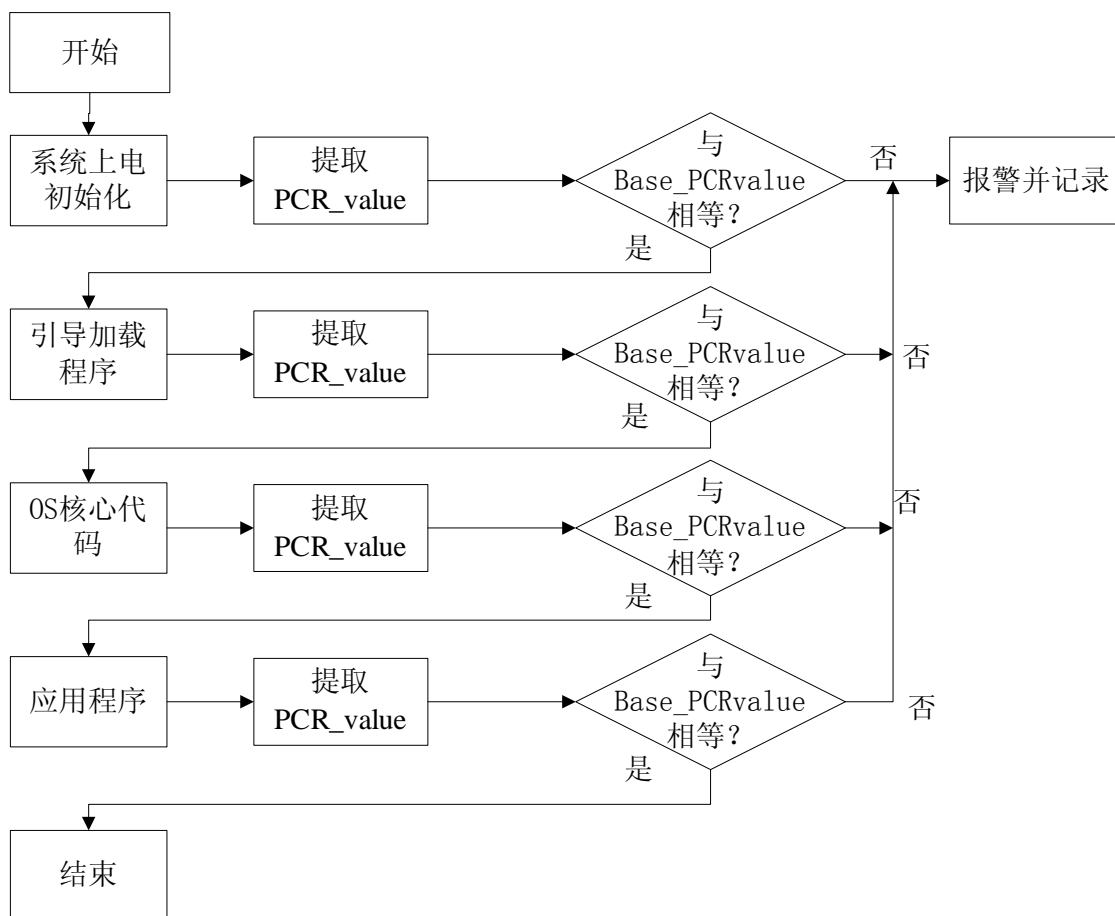 开始
系统上电
初始化
提取
PCR_value
与
Base_PCRvalue
相等?
否
报警并记录
是
引导加载
程序
提取
PCR_value
与
Base_PCRvalue
相等?
否
是
OS核心代
码
提取
PCR_value
与
Base_PCRvalue
相等?
否
是
应用程序
提取
PCR_value
与
Base_PCRvalue
相等?
否
是
结束